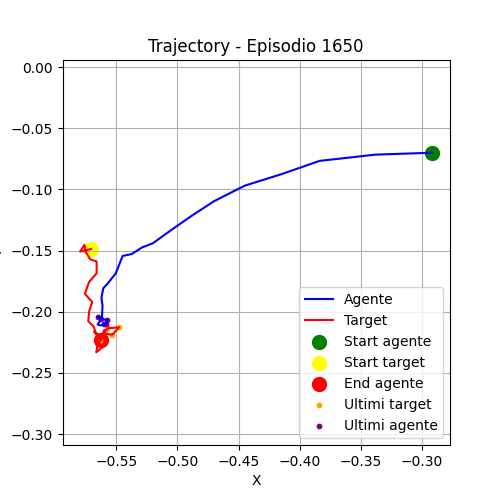 Trajectory - Episodio 1650
0.00
−0.05
−0.10
−0.15
−0.20
−0.25
−0.30
−0.55
−0.50
−0.45
−0.40
−0.35
−0.30
X
Agente
Target
Start agente
Start target
End agente
Ultimi target
Ultimi agente